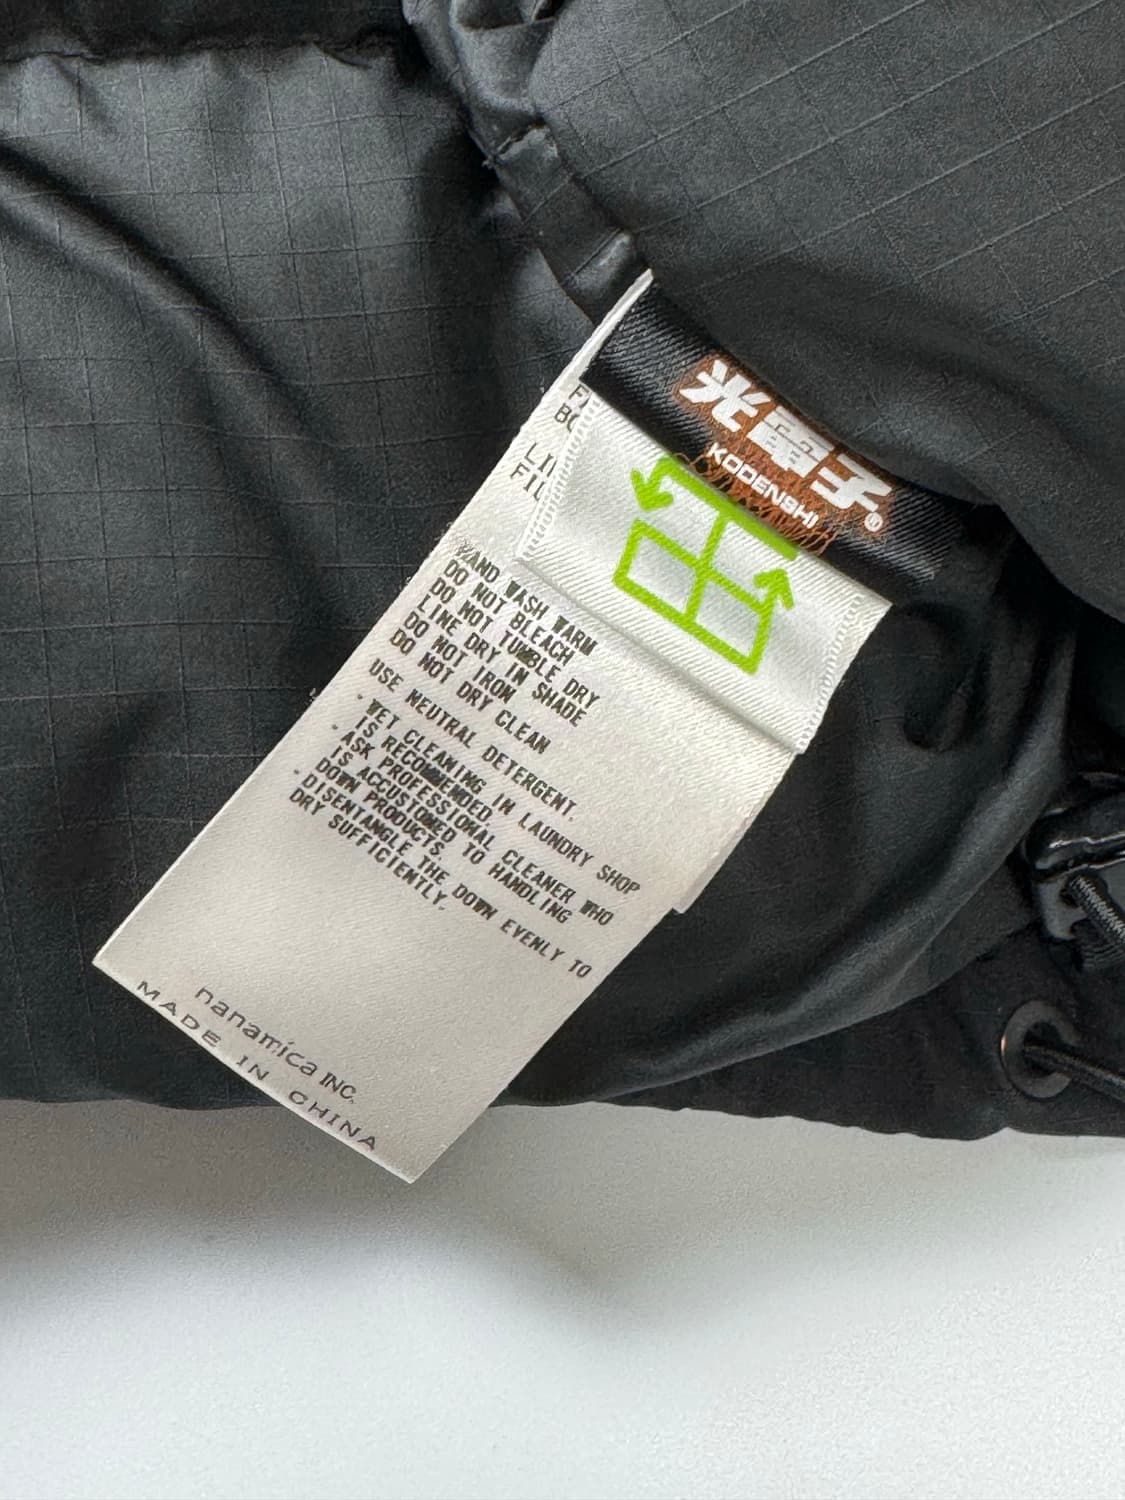 光電子®
KODENSHI
HAND WASH WARM
DO NOT BLEACH
DO NOT TUMBLE DRY
LINE DRY IN SHADE
DO NOT IRON
DO NOT DRY CLEAN
USE NEUTRAL DETERGENT.
- WET CLEANING IN LAUNDRY SHOP
IS RECOMMENDED.
- ASK PROFESSIONAL CLEANER WHO
IS ACCUSTOMED TO HANDLING
DOWN PRODUCTS.
- DISENTANGLE THE DOWN EVENLY TO
DRY SUFFICIENTLY.
nanamica INC.
MADE IN CHINA